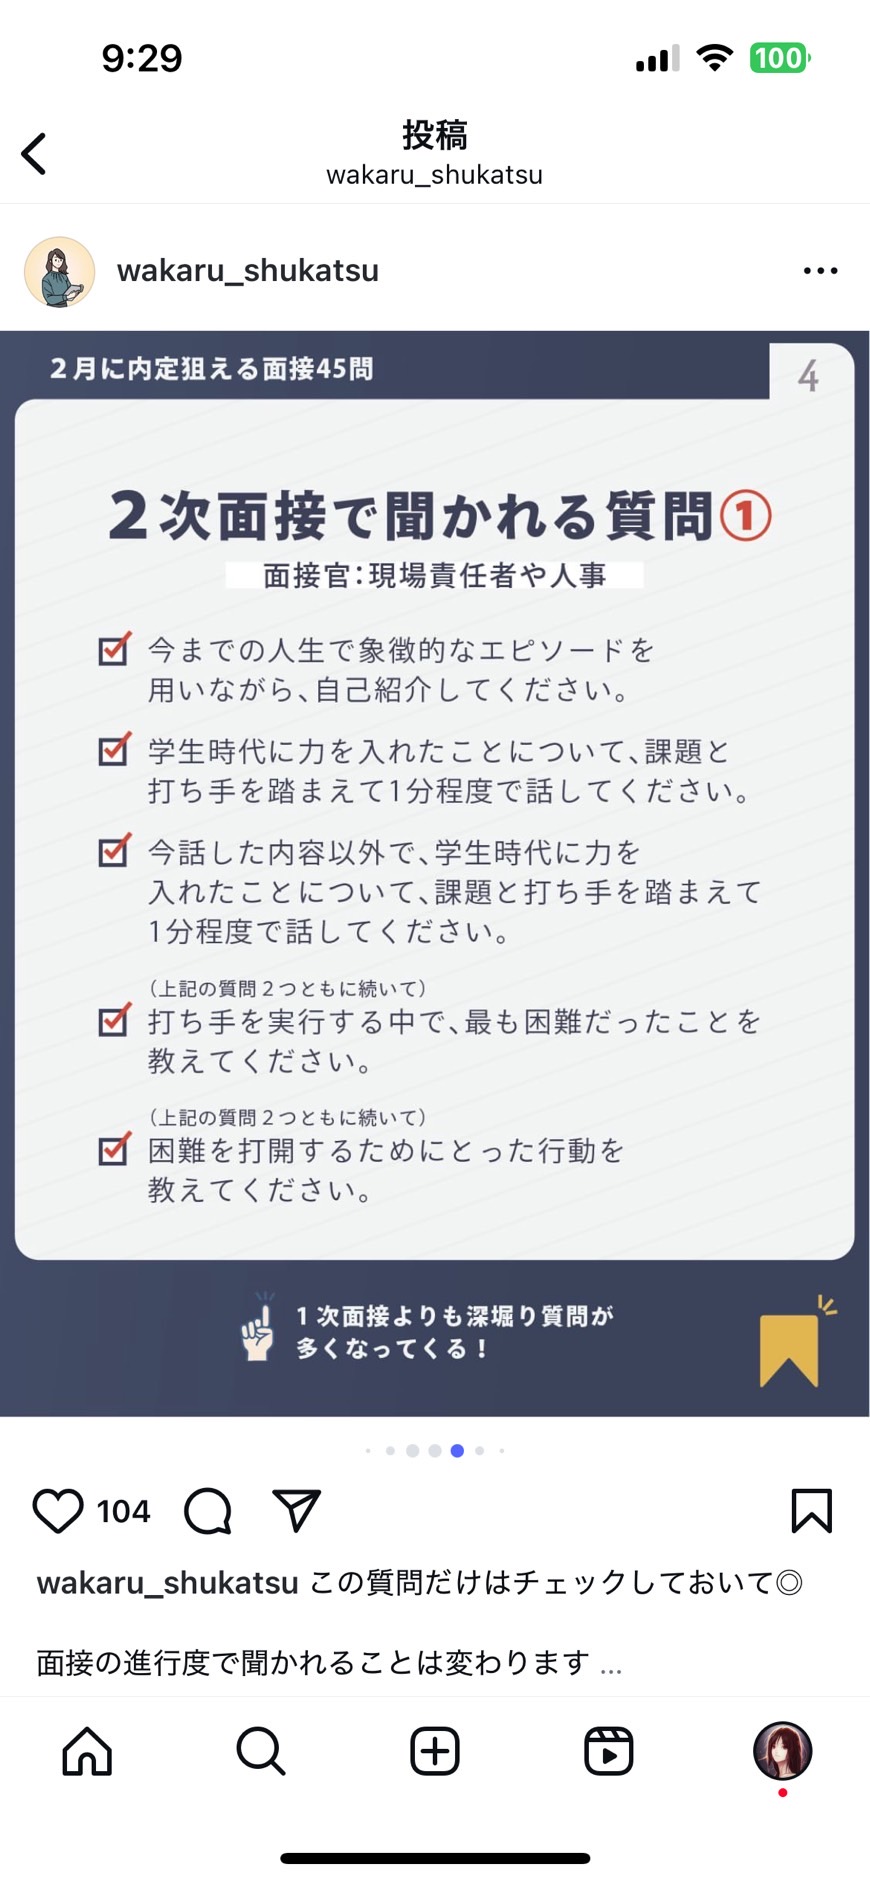 9:29
100
投稿
wakaru_shukatsu
wakaru_shukatsu
２月に内定狙える面接45問
4
２次面接で聞かれる質問①
面接官：現場責任者や人事
今までの人生で象徴的なエピソードを
用いながら、自己紹介してください。
学生時代に力を入れたことについて、課題と
打ち手を踏まえて1分程度で話してください。
今話した内容以外で、学生時代に力を
入れたことについて、課題と打ち手を踏まえて
1分程度で話してください。
（上記の質問２つともに続いて）
打ち手を実行する中で、最も困難だったことを
教えてください。
（上記の質問２つともに続いて）
困難を打開するためにとった行動を
教えてください。
１次面接よりも深堀り質問が
多くなってくる！
104
wakaru_shukatsu この質問だけはチェックしておいて◎
面接の進行度で聞かれることは変わります ...